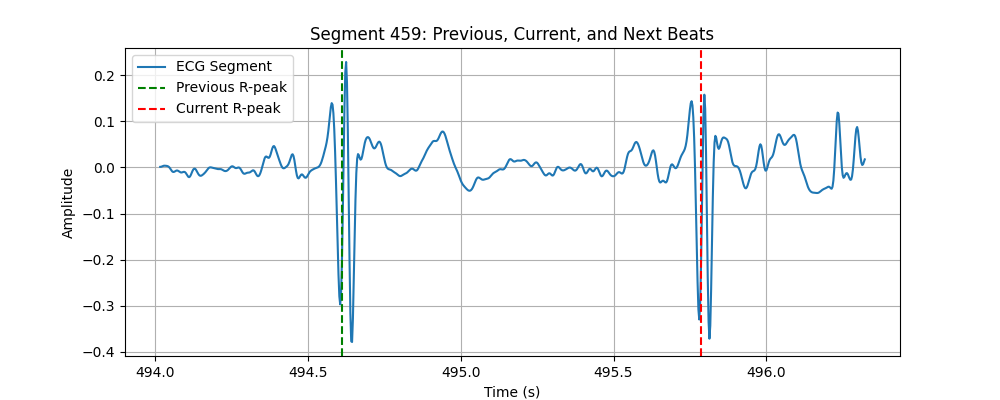 Segment 459: Previous, Current, and Next Beats
ECG Segment
Previous R-peak
Current R-peak
0.2
0.1
0.0
−0.1
−0.2
−0.3
−0.4
Amplitude
494.0 494.5 495.0 495.5 496.0
Time (s)